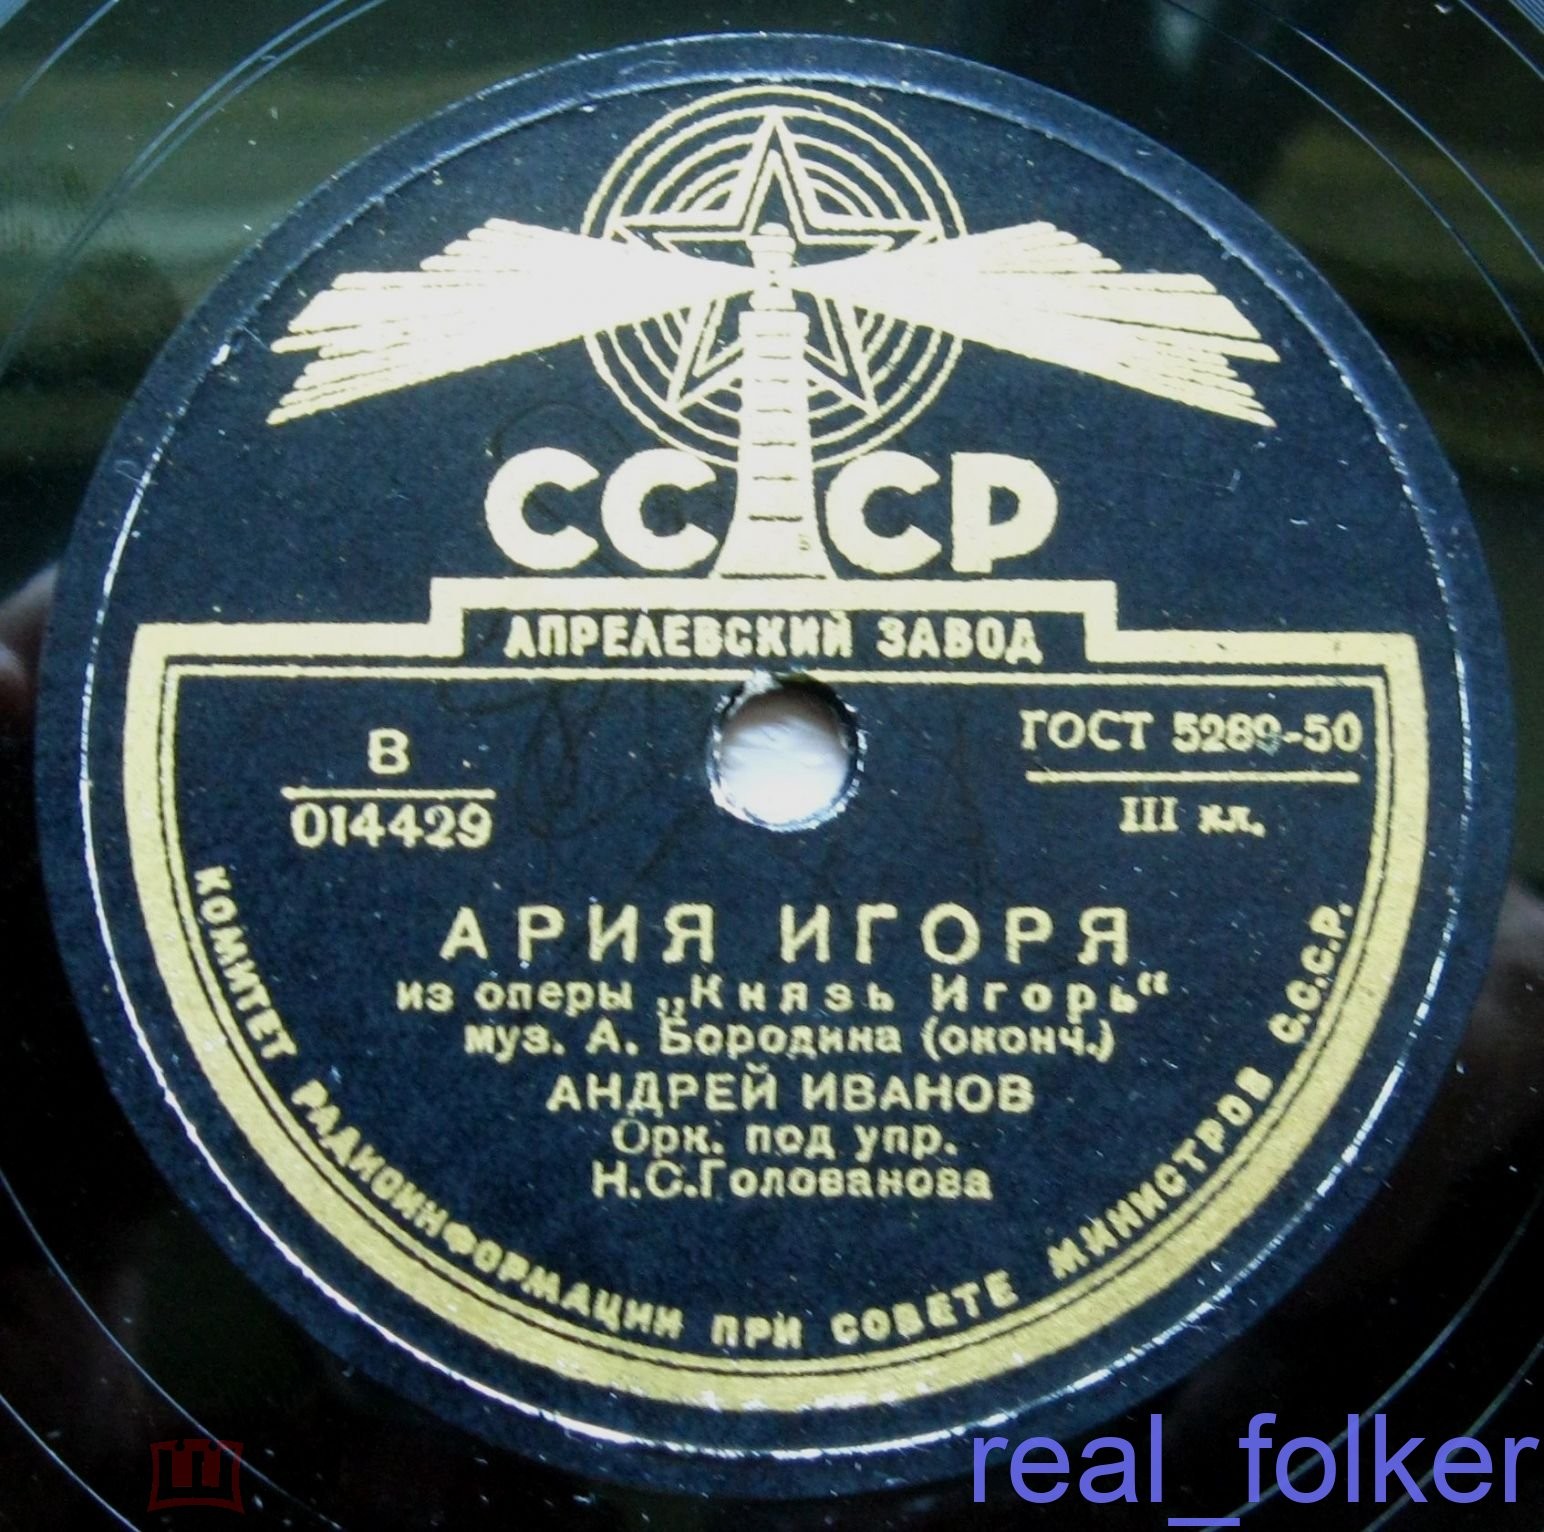 СССР
АПРЕЛЕВСКИЙ ЗАВОД
В
014429
ГОСТ 5289-50
III кл.
АРИЯ ИГОРЯ
из оперы „Князь Игорь“
муз. А. Бородина (оконч.)
АНДРЕЙ ИВАНОВ
Орк. под упр.
Н.С.Голованова
КОМИТЕТ РАДИОИНФОРМАЦИИ ПРИ СОВЕТЕ МИНИСТРОВ С.С.С.Р.
real_folker